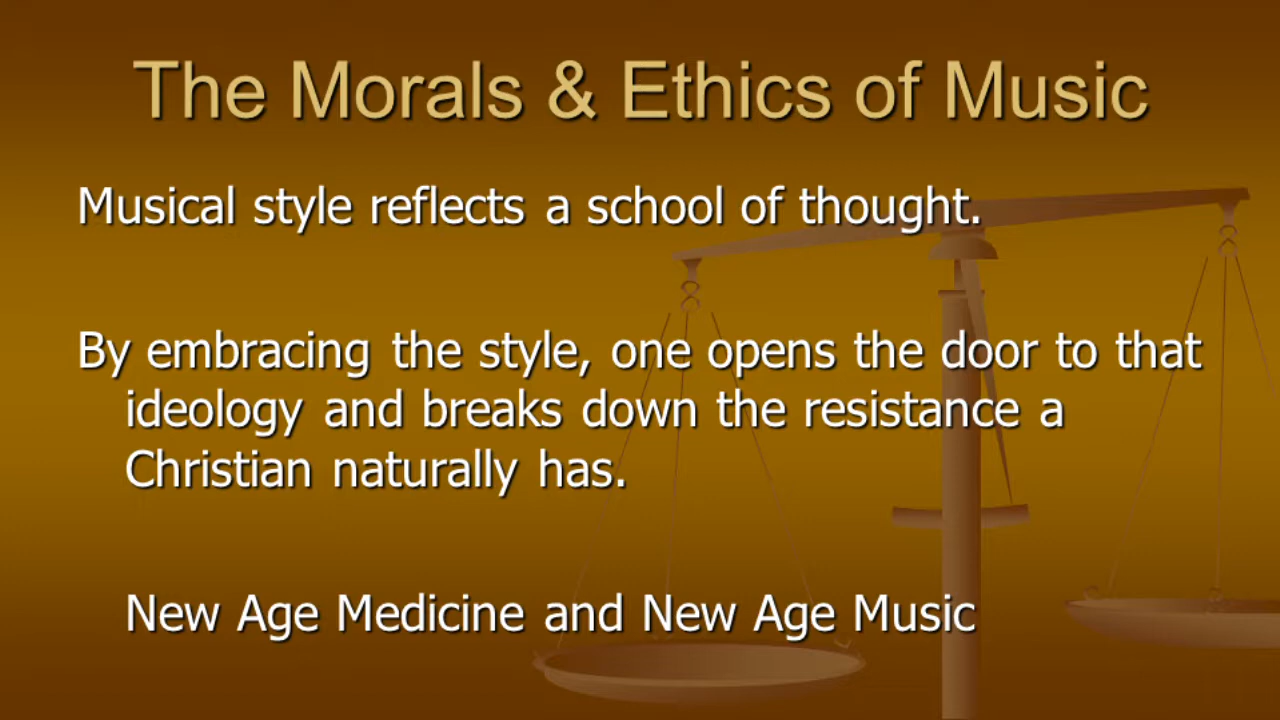 The Morals & Ethics of Music
Musical style reflects a school of thought.
By embracing the style, one opens the door to that
ideology and breaks down the resistance a
Christian naturally has.
New Age Medicine and New Age Music